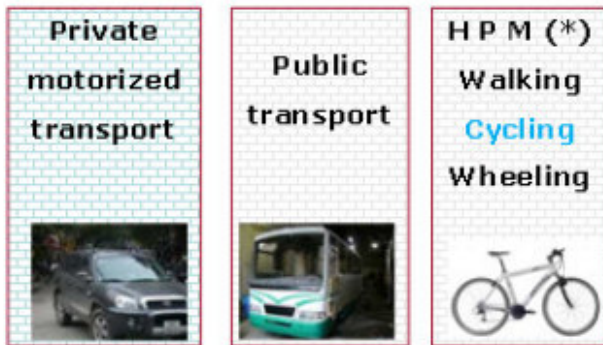 Private
motorized
transport
Public
transport
H P M (*)
Walking
Cycling
Wheeling